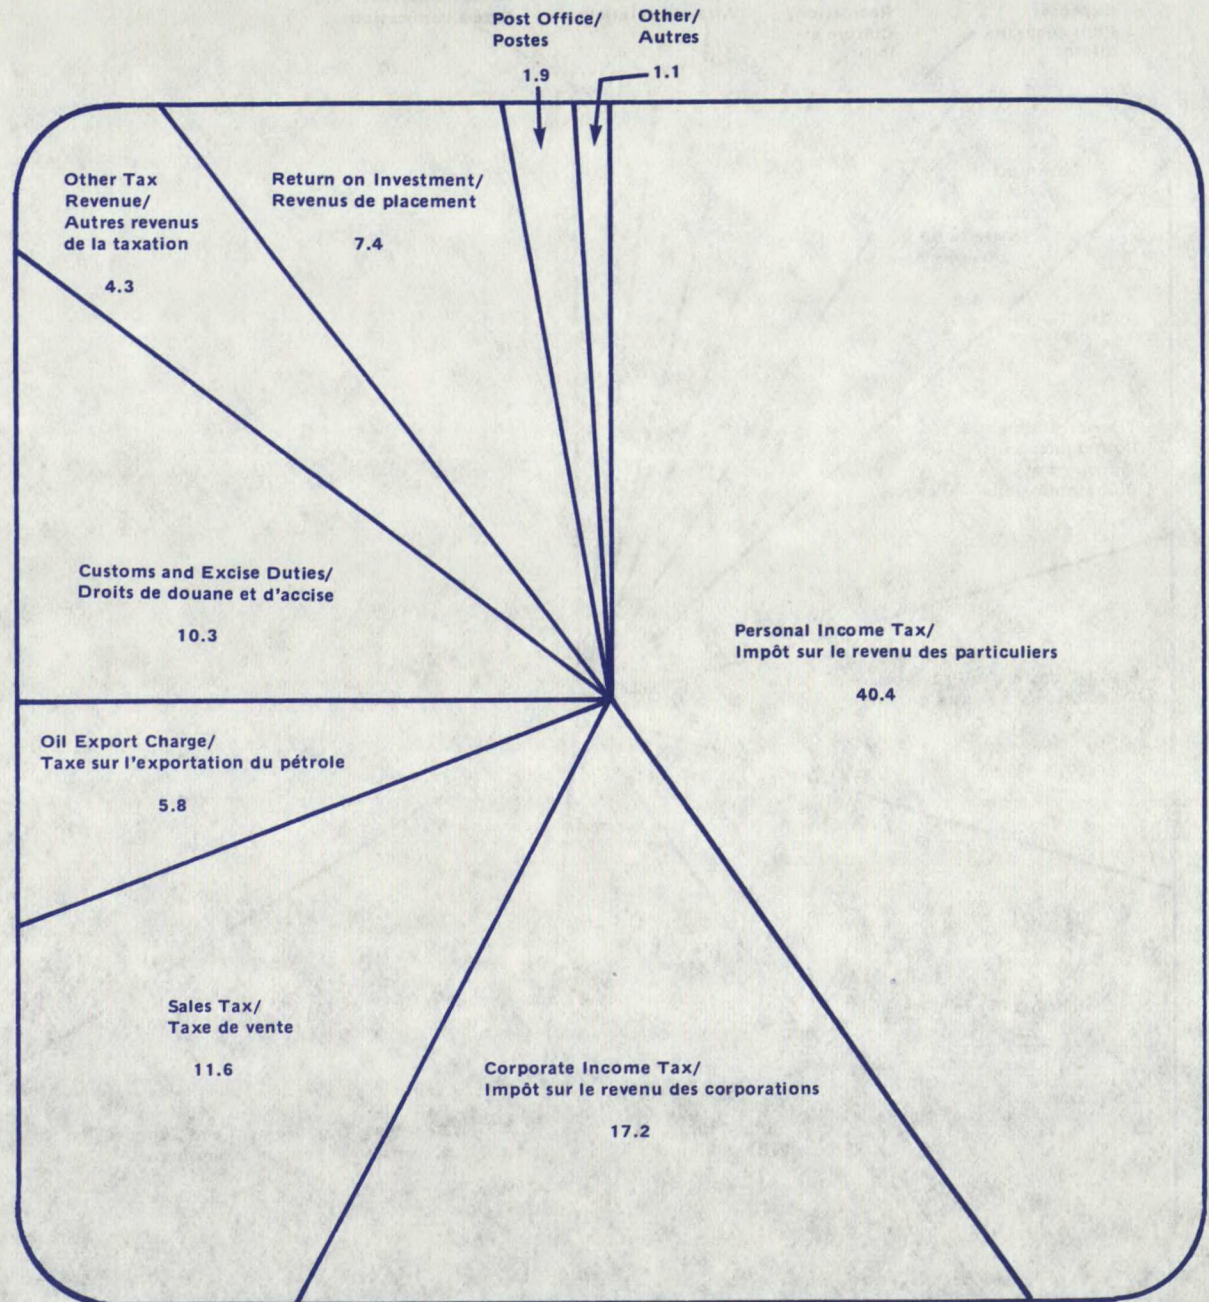 Post Office/
Postes
1.9
Other/
Autres
1.1
Other Tax
Revenue/
Autres revenus
de la taxation
4.3
Return on Investment/
Revenus de placement
7.4
Customs and Excise Duties/
Droits de douane et d'accise
10.3
Personal Income Tax/
Impôt sur le revenu des particuliers
40.4
Oil Export Charge/
Taxe sur l'exportation du pétrole
5.8
Sales Tax/
Taxe de vente
11.6
Corporate Income Tax/
Impôt sur le revenu des corporations
17.2